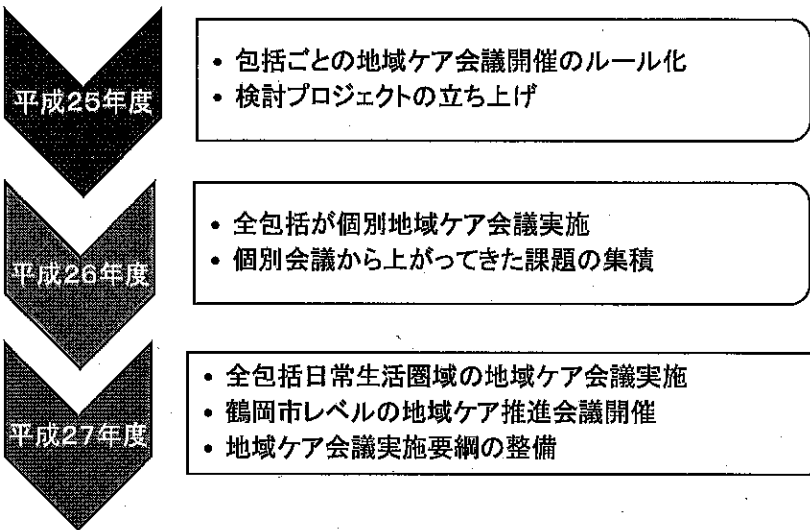 平成25年度
・包括ごとの地域ケア会議開催のルール化
・検討プロジェクトの立ち上げ
平成26年度
・全包括が個別地域ケア会議実施
・個別会議から上がってきた課題の集積
平成27年度
・全包括日常生活圏域の地域ケア会議実施
・鶴岡市レベルの地域ケア推進会議開催
・地域ケア会議実施要綱の整備